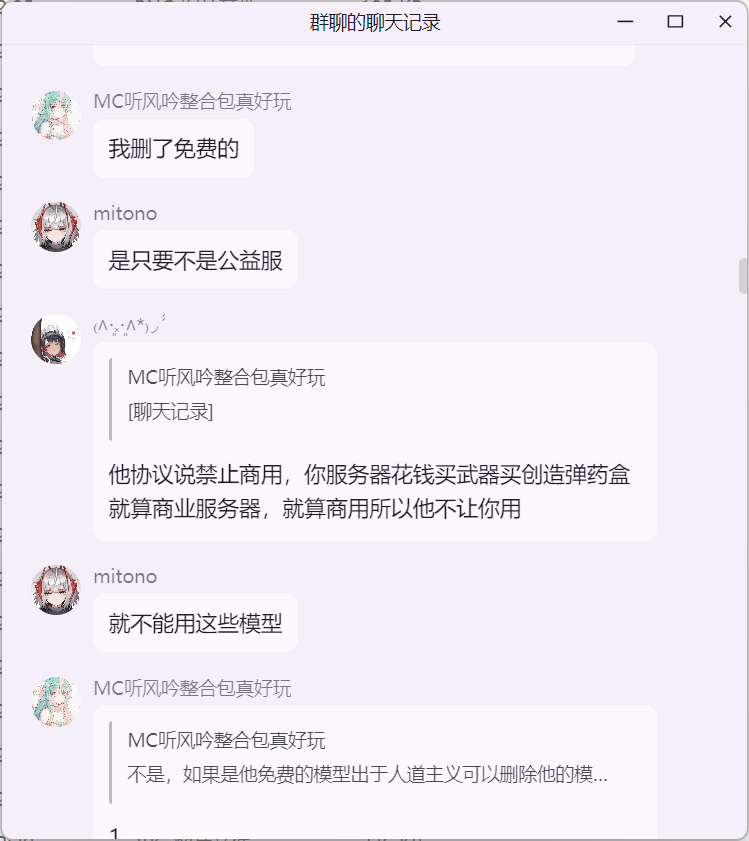 群聊的聊天记录
MC听风吟整合包真好玩
我删了免费的
mitono
是只要不是公益服
MC听风吟整合包真好玩
[聊天记录]
他协议说禁止商用，你服务器花钱买武器买创造弹药盒
就算商业服务器，就算商用所以他不让你用
mitono
就不能用这些模型
MC听风吟整合包真好玩
MC听风吟整合包真好玩
不是，如果是他免费的模型出于人道主义可以删除他的模...
1